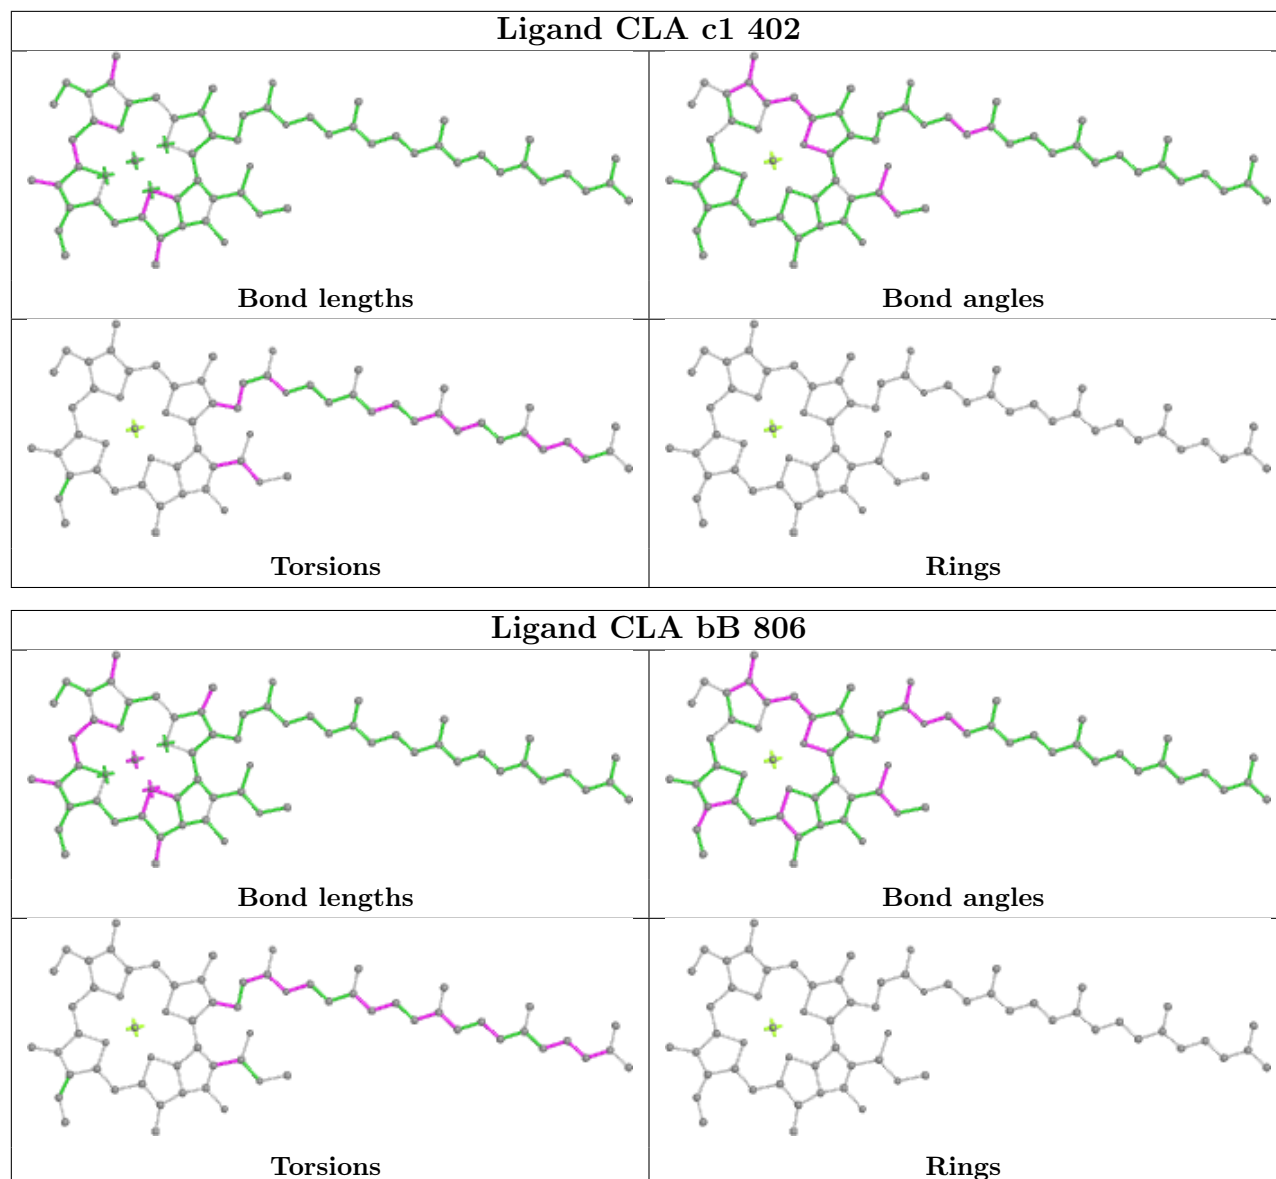 Ligand CLA c1 402
Bond lengths
Bond angles
Torsions
Rings
Ligand CLA bB 806
Bond lengths
Bond angles
Torsions
Rings